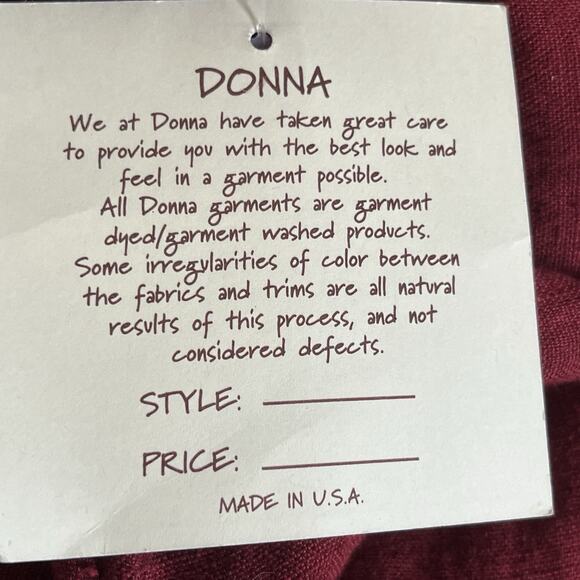 DONNA
We at Donna have taken great care
to provide you with the best look and
feel in a garment possible.
All Donna garments are garment
dyed/garment washed products.
Some irregularities of color between
the fabrics and trims are all natural
results of this process, and not
considered defects.
STYLE:
PRICE:
MADE IN U.S.A.